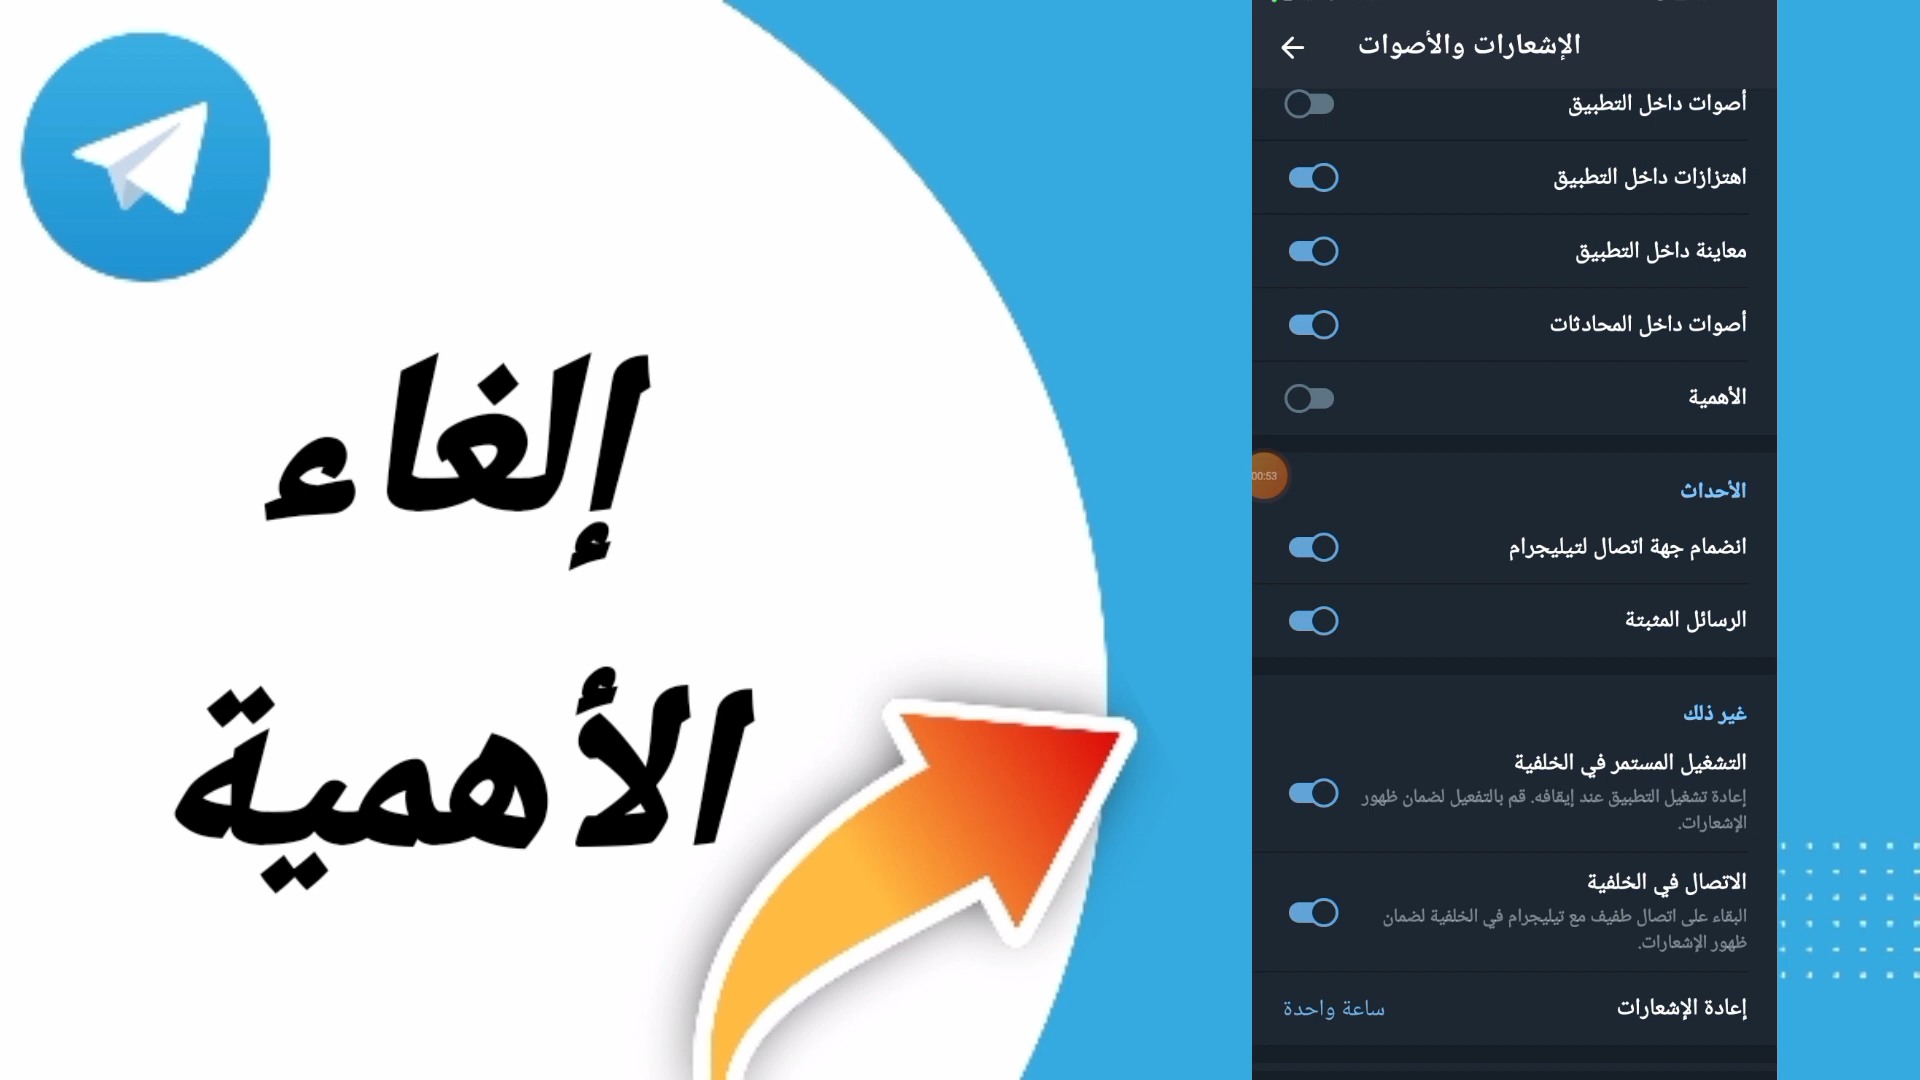 إلغاء
الأهمية
الإشعارات والأصوات
أصوات داخل التطبيق
اهتزازات داخل التطبيق
معاينة داخل التطبيق
أصوات داخل المحادثات
الأهمية
00:53
الأحداث
انضمام جهة اتصال لتيليجرام
الرسائل المثبتة
غير ذلك
التشغيل المستمر في الخلفية
إعادة تشغيل التطبيق عند إيقافه. قم بالتفعيل لضمان ظهور
الإشعارات.
الاتصال في الخلفية
البقاء على اتصال طفيف مع تيليجرام في الخلفية لضمان
ظهور الإشعارات.
إعادة الإشعارات
ساعة واحدة